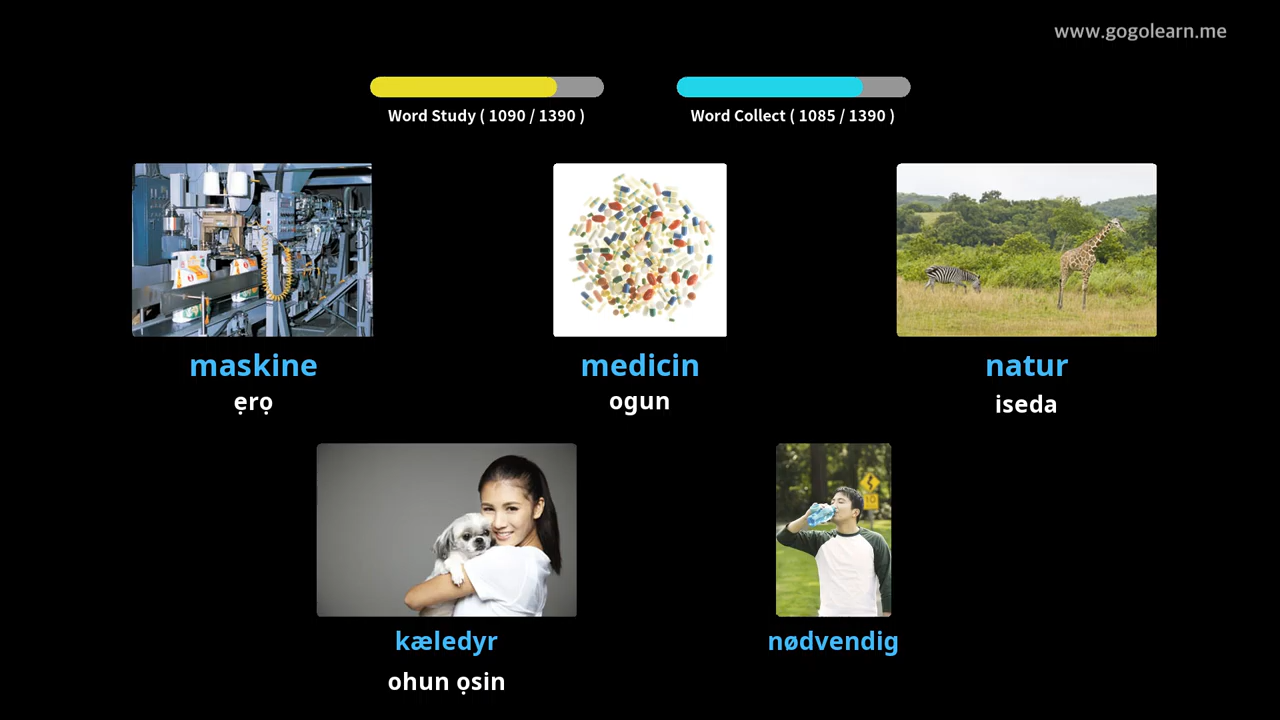 www.gogolearn.me
Word Study ( 1090 / 1390 )
Word Collect ( 1085 / 1390 )
maskine
ẹrọ
medicin
ogun
natur
iseda
kæledyr
ohun ọsin
nødvendig